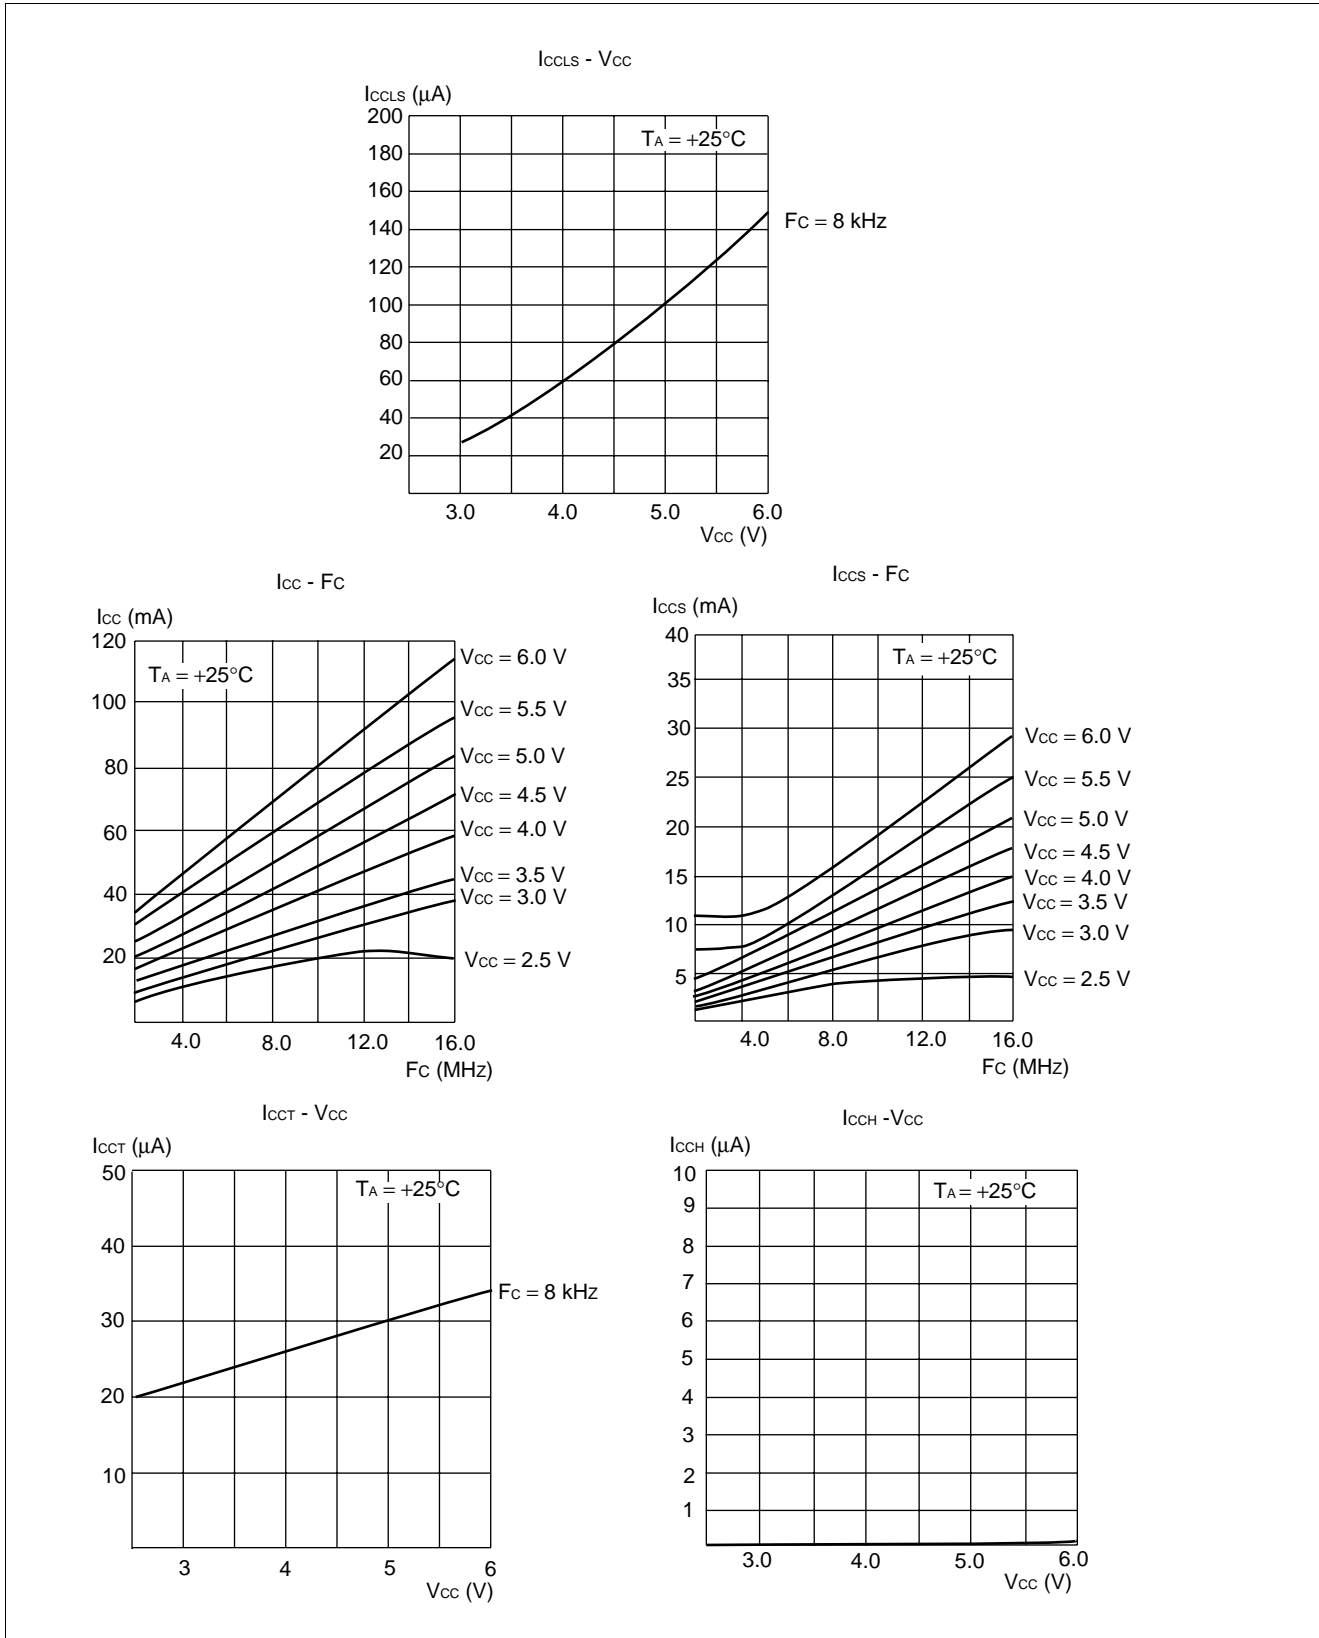 ICCLS - VCC
ICCLS (µA)
200
TA = +25°C
180
160
140
FC = 8 kHz
120
100
80
60
40
20
3.0 4.0 5.0 6.0
VCC (V)
ICC - FC
ICC (mA)
120
TA = +25°C
VCC = 6.0 V
100
VCC = 5.5 V
80
VCC = 5.0 V
VCC = 4.5 V
60
VCC = 4.0 V
VCC = 3.5 V
40
VCC = 3.0 V
20
VCC = 2.5 V
4.0 8.0 12.0 16.0
FC (MHz)
ICCS - FC
ICCS (mA)
40
TA = +25°C
35
30
VCC = 6.0 V
25
VCC = 5.5 V
20
VCC = 5.0 V
VCC = 4.5 V
15
VCC = 4.0 V
VCC = 3.5 V
10
VCC = 3.0 V
5
VCC = 2.5 V
4.0 8.0 12.0 16.0
FC (MHz)
ICCT - VCC
ICCT (µA)
50
TA = +25°C
40
FC = 8 kHz
30
20
10
3 4 5 6
VCC (V)
ICCH -VCC
ICCH (µA)
10
TA = +25°C
9
8
7
6
5
4
3
2
1
3.0 4.0 5.0 6.0
VCC (V)